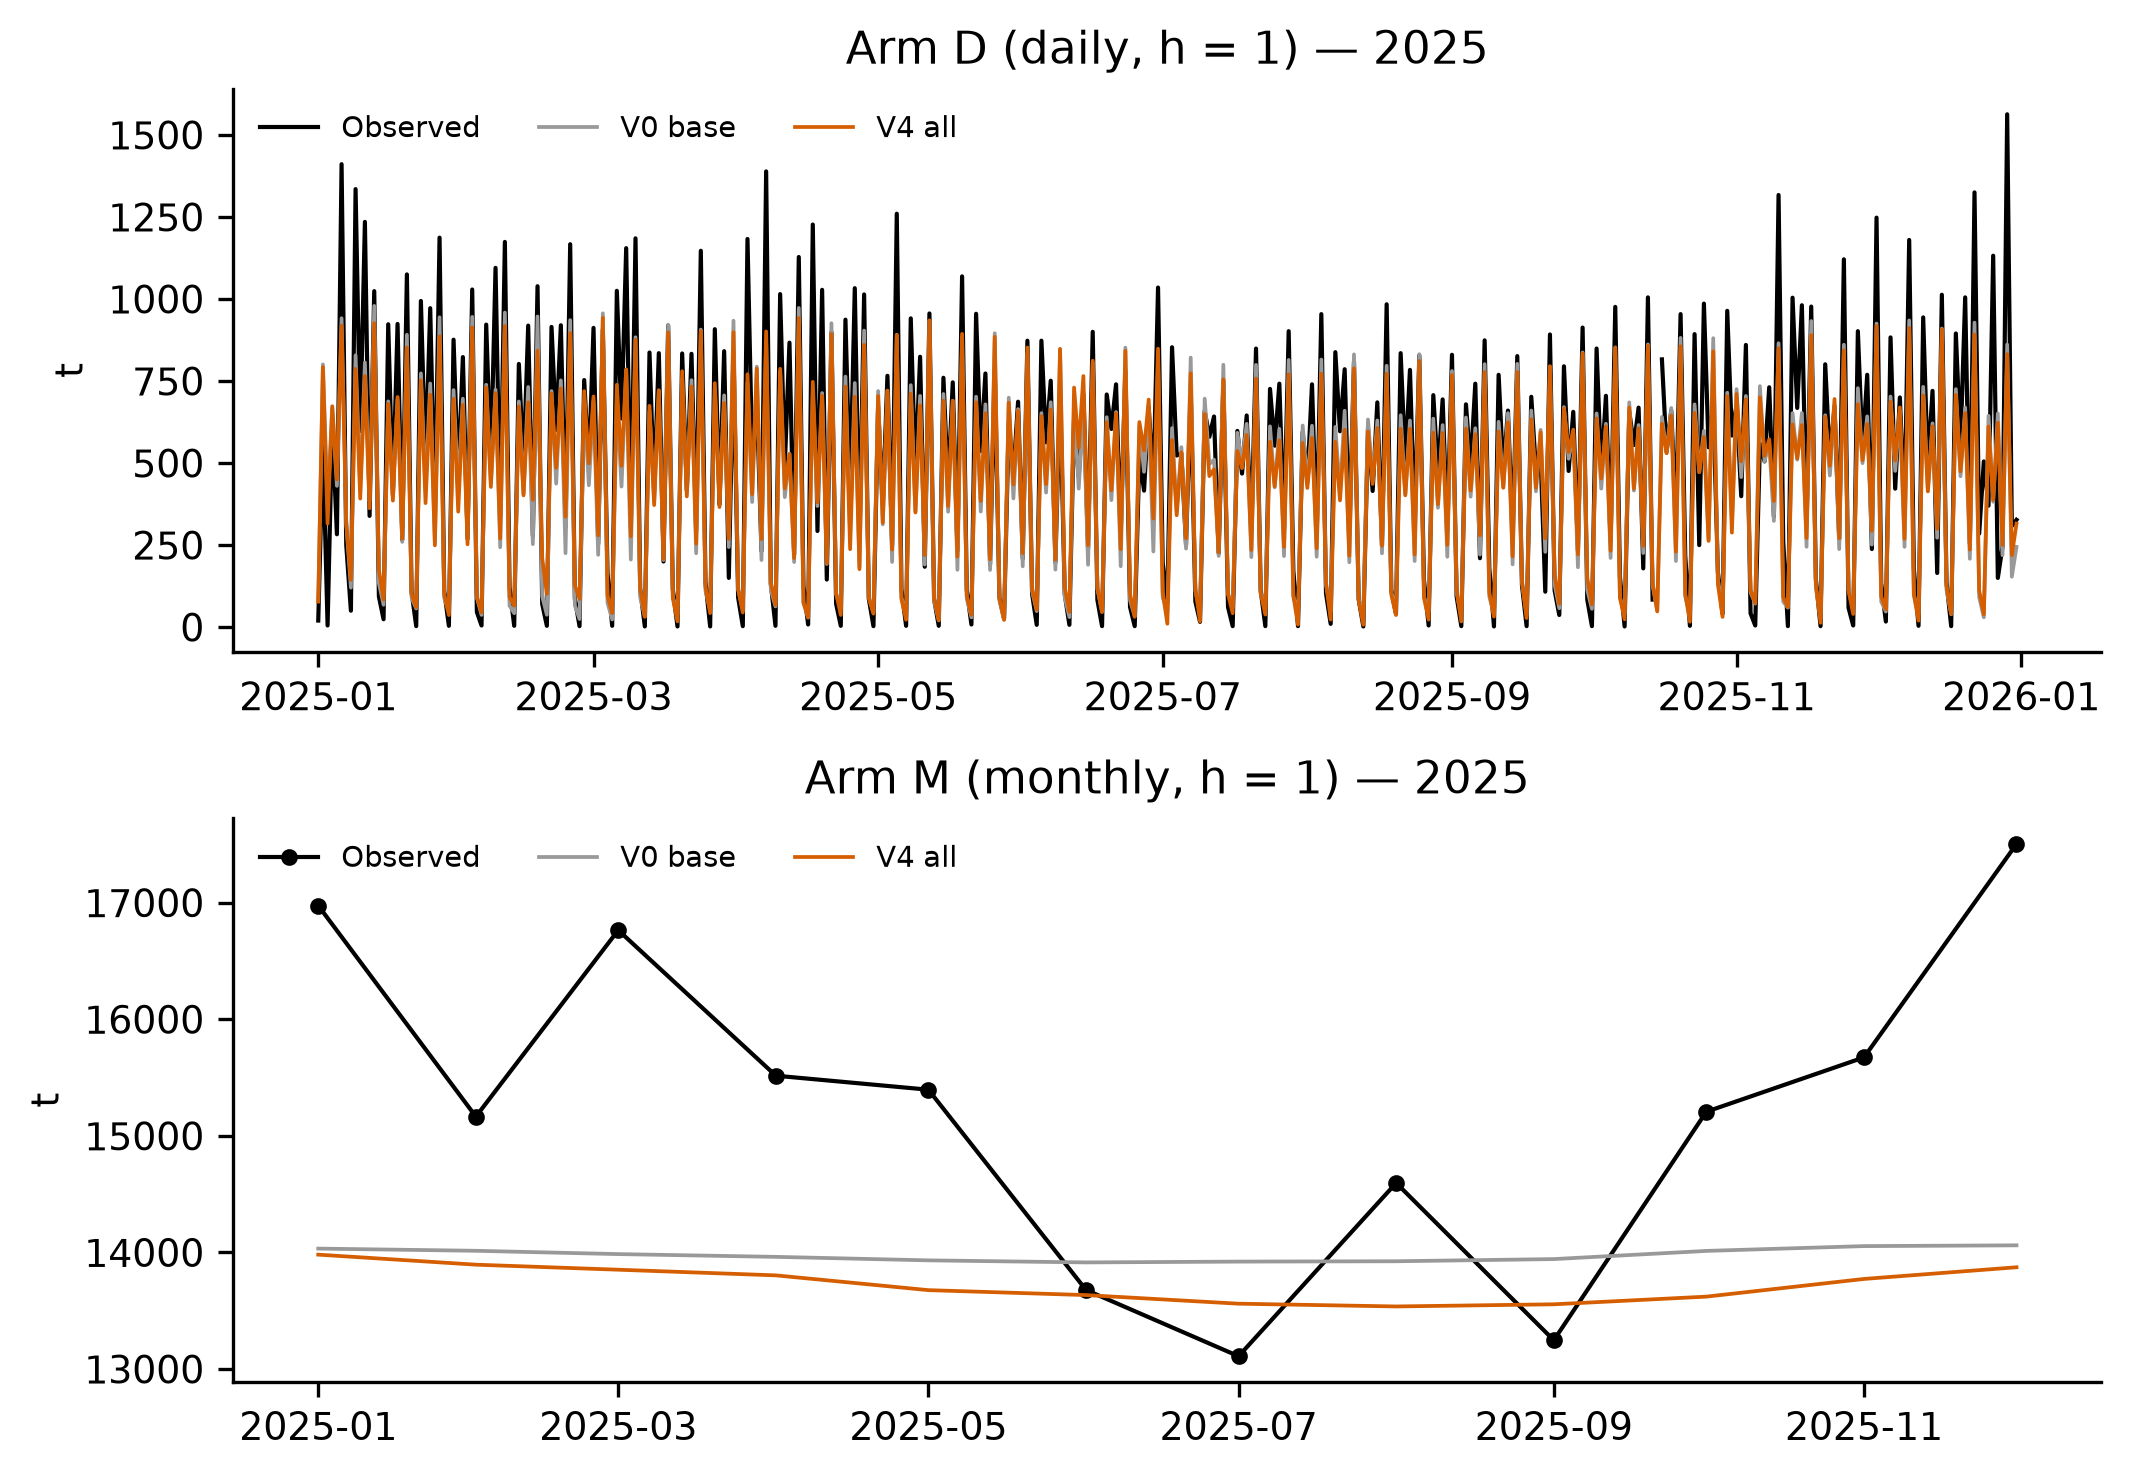 Arm D (daily, h = 1) — 2025
Observed V0 base V4 all
1500
1250
1000
750
500
250
0
t
2025-01 2025-03 2025-05 2025-07 2025-09 2025-11 2026-01
Arm M (monthly, h = 1) — 2025
Observed V0 base V4 all
17000
16000
15000
14000
13000
t
2025-01 2025-03 2025-05 2025-07 2025-09 2025-11